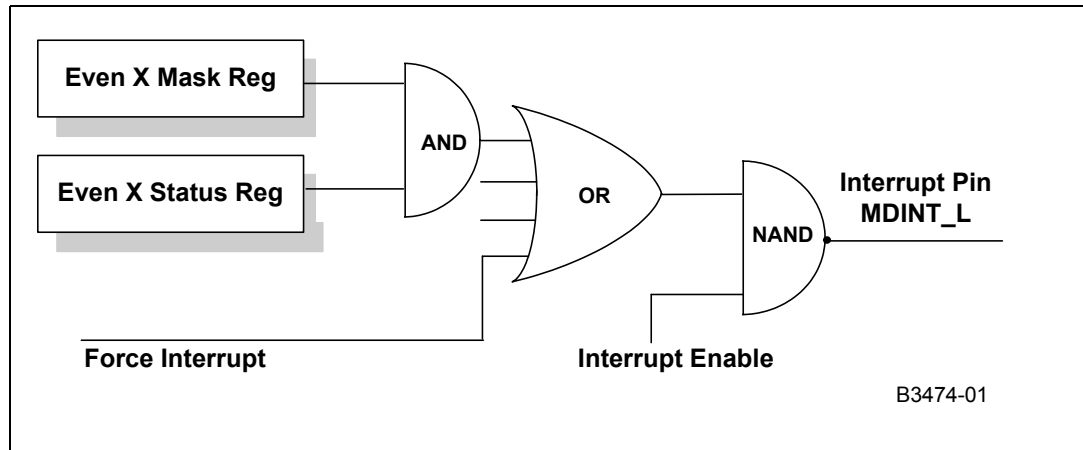 Even X Mask Reg
AND
Even X Status Reg
OR
Interrupt Pin
MDINT_L
NAND
Force Interrupt
Interrupt Enable
B3474-01